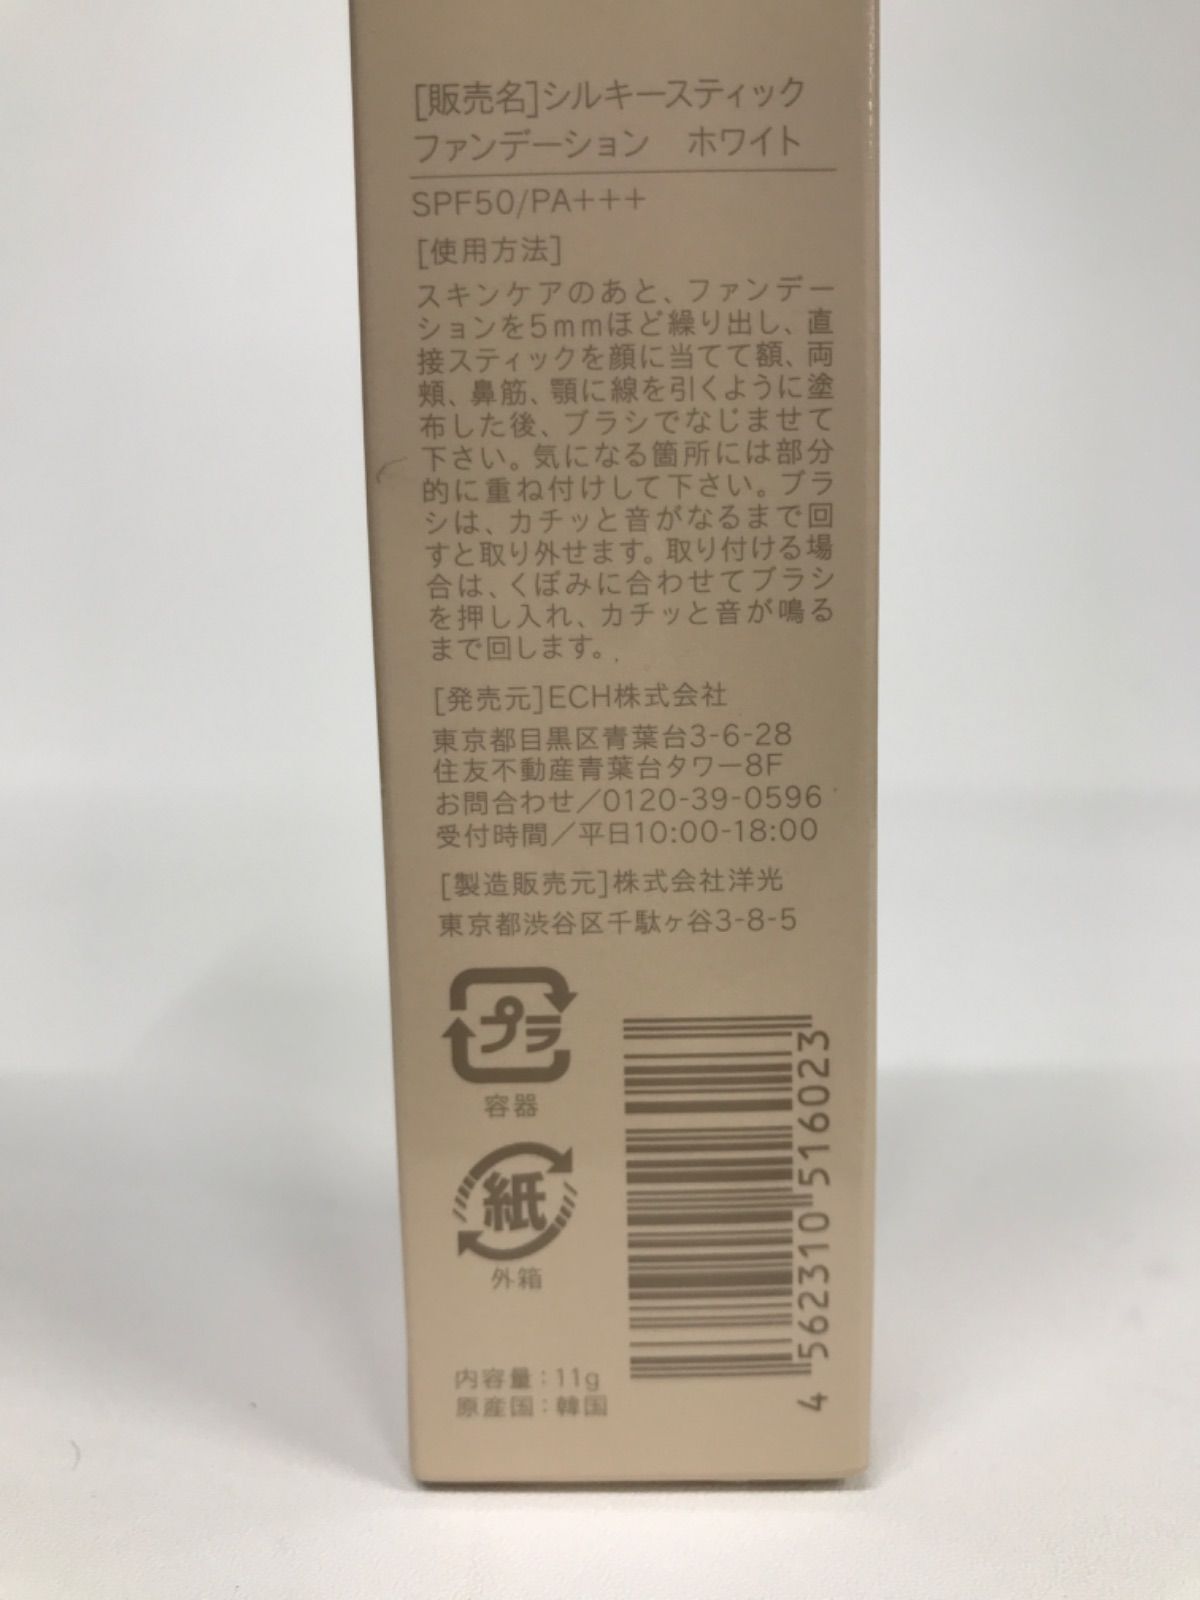 [販売名]シルキースティック
ファンデーション　ホワイト
SPF50/PA+++
[使用方法]
スキンケアのあと、ファンデー
ションを5mmほど繰り出し、直
接スティックを顔に当てて額、両
頬、鼻筋、顎に線を引くように塗
布した後、ブラシでなじませて
下さい。気になる箇所には部分
的に重ね付けして下さい。ブラ
シは、カチッと音がなるまで回
すと取り外せます。取り付ける場
合は、くぼみに合わせてブラシ
を押し入れ、カチッと音が鳴る
まで回します。
[発売元]ECH株式会社
東京都目黒区青葉台3-6-28
住友不動産青葉台タワー8F
お問合わせ／0120-39-0596
受付時間／平日10:00-18:00
[製造販売元]株式会社洋光
東京都渋谷区千駄ヶ谷3-8-5
プラ
容器
紙
外箱
内容量：11g
原産国：韓国
4 562310 516023